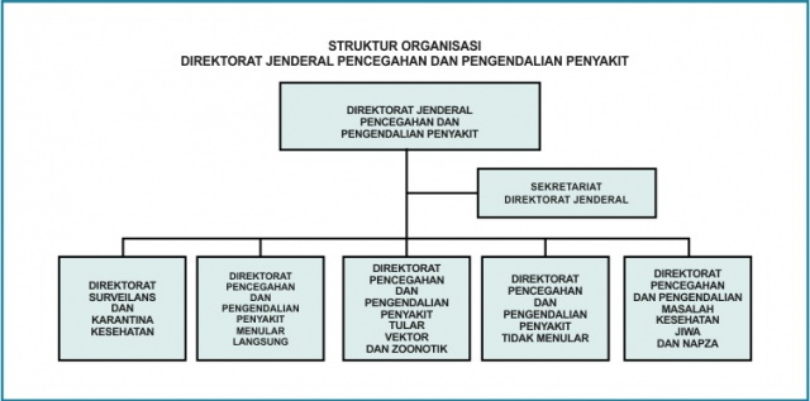 STRUKTUR ORGANISASI
DIREKTORAT JENDERAL PENCEGAHAN DAN PENGENDALIAN PENYAKIT
DIREKTORAT JENDERAL
PENCEGAHAN DAN
PENGENDALIAN PENYAKIT
SEKRETARIAT
DIREKTORAT JENDERAL
DIREKTORAT
SURVEILANS
DAN
KARANTINA
KESEHATAN
DIREKTORAT
PENCEGAHAN
DAN
PENGENDALIAN
PENYAKIT
MENULAR
LANGSUNG
DIREKTORAT
PENCEGAHAN
DAN
PENGENDALIAN
PENYAKIT
TULAR
VEKTOR
DAN ZOONOTIK
DIREKTORAT
PENCEGAHAN
DAN
PENGENDALIAN
PENYAKIT
TIDAK MENULAR
DIREKTORAT
PENCEGAHAN
DAN PENGENDALIAN
MASALAH
KESEHATAN
JIWA
DAN NAPZA